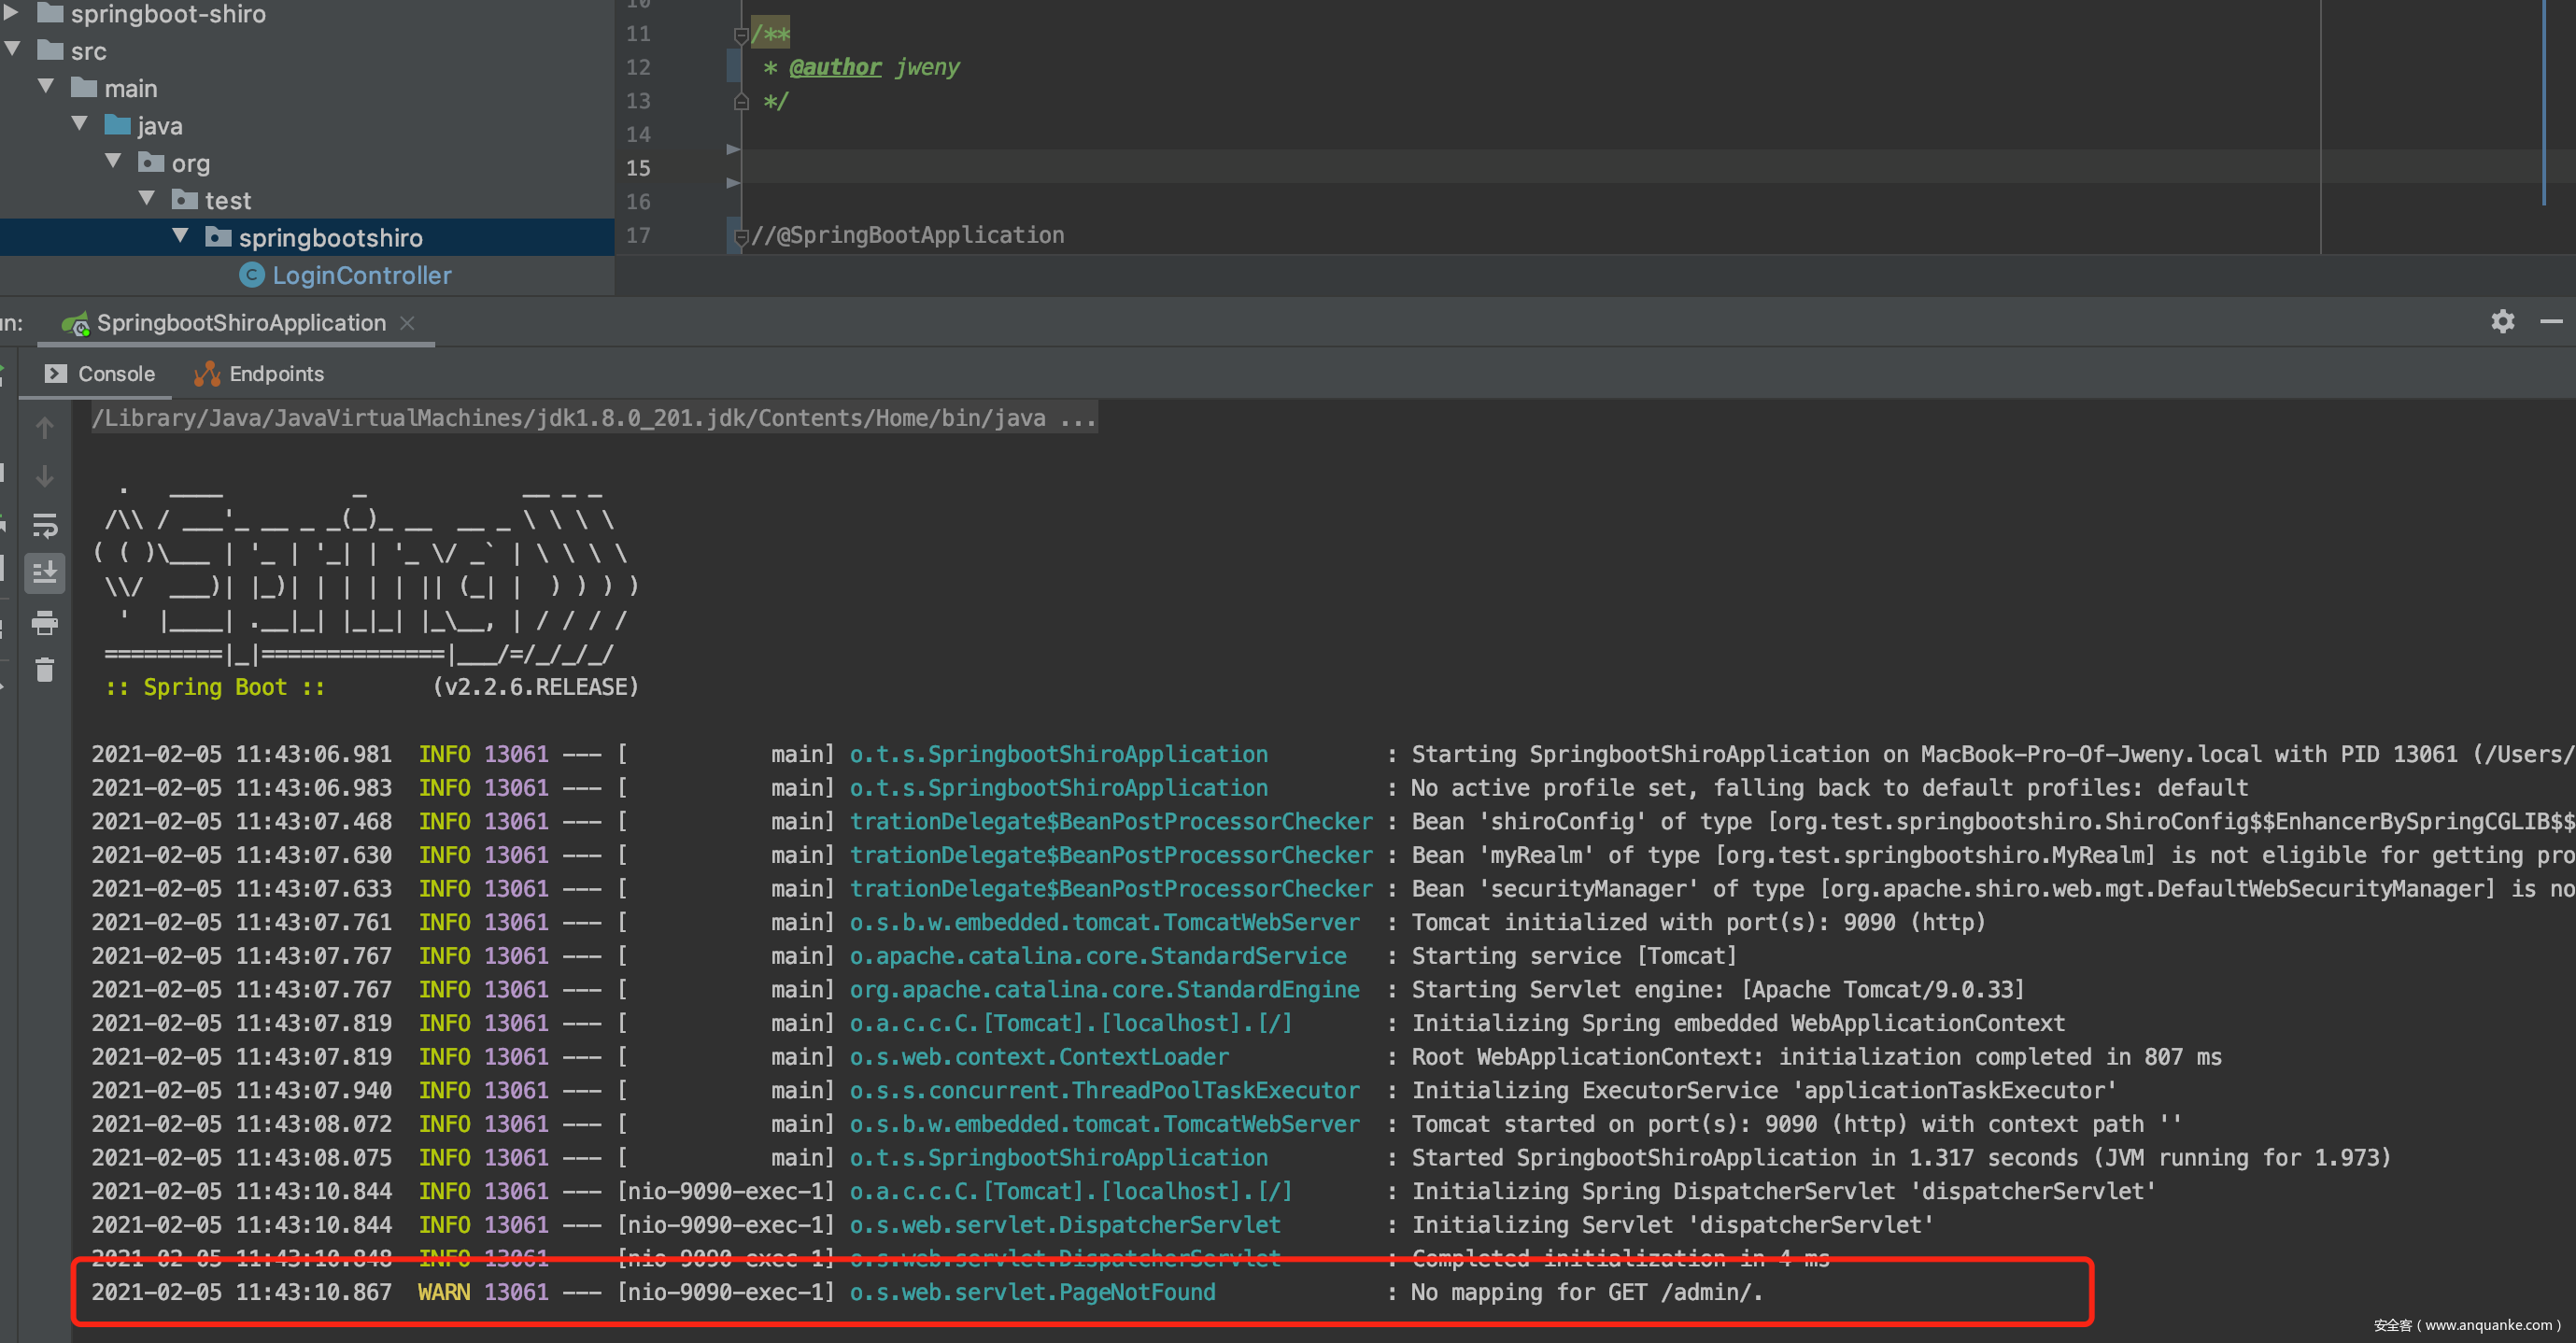 springboot-shiro
src
main
java
org
test
springbootshiro
LoginController
10
11 /**
12 * @author jweny
13 */
14
15
16
17 //@SpringBootApplication
un: SpringbootShiroApplication
Console Endpoints
/Library/Java/JavaVirtualMachines/jdk1.8.0_201.jdk/Contents/Home/bin/java ...
:: Spring Boot :: (v2.2.6.RELEASE)
2021-02-05 11:43:06.981 INFO 13061 --- [ main] o.t.s.SpringbootShiroApplication : Starting SpringbootShiroApplication on MacBook-Pro-Of-Jweny.local with PID 13061 (/Users/
2021-02-05 11:43:06.983 INFO 13061 --- [ main] o.t.s.SpringbootShiroApplication : No active profile set, falling back to default profiles: default
2021-02-05 11:43:07.468 INFO 13061 --- [ main] trationDelegate$BeanPostProcessorChecker : Bean 'shiroConfig' of type [org.test.springbootshiro.ShiroConfig$$EnhancerBySpringCGLIB$$
2021-02-05 11:43:07.630 INFO 13061 --- [ main] trationDelegate$BeanPostProcessorChecker : Bean 'myRealm' of type [org.test.springbootshiro.MyRealm] is not eligible for getting pro
2021-02-05 11:43:07.633 INFO 13061 --- [ main] trationDelegate$BeanPostProcessorChecker : Bean 'securityManager' of type [org.apache.shiro.web.mgt.DefaultWebSecurityManager] is no
2021-02-05 11:43:07.761 INFO 13061 --- [ main] o.s.b.w.embedded.tomcat.TomcatWebServer : Tomcat initialized with port(s): 9090 (http)
2021-02-05 11:43:07.767 INFO 13061 --- [ main] o.apache.catalina.core.StandardService : Starting service [Tomcat]
2021-02-05 11:43:07.767 INFO 13061 --- [ main] org.apache.catalina.core.StandardEngine : Starting Servlet engine: [Apache Tomcat/9.0.33]
2021-02-05 11:43:07.819 INFO 13061 --- [ main] o.a.c.c.C.[Tomcat].[localhost].[/] : Initializing Spring embedded WebApplicationContext
2021-02-05 11:43:07.819 INFO 13061 --- [ main] o.s.web.context.ContextLoader : Root WebApplicationContext: initialization completed in 807 ms
2021-02-05 11:43:07.940 INFO 13061 --- [ main] o.s.s.concurrent.ThreadPoolTaskExecutor : Initializing ExecutorService 'applicationTaskExecutor'
2021-02-05 11:43:08.072 INFO 13061 --- [ main] o.s.b.w.embedded.tomcat.TomcatWebServer : Tomcat started on port(s): 9090 (http) with context path ''
2021-02-05 11:43:08.075 INFO 13061 --- [ main] o.t.s.SpringbootShiroApplication : Started SpringbootShiroApplication in 1.317 seconds (JVM running for 1.973)
2021-02-05 11:43:10.844 INFO 13061 --- [nio-9090-exec-1] o.a.c.c.C.[Tomcat].[localhost].[/] : Initializing Spring DispatcherServlet 'dispatcherServlet'
2021-02-05 11:43:10.844 INFO 13061 --- [nio-9090-exec-1] o.s.web.servlet.DispatcherServlet : Initializing Servlet 'dispatcherServlet'
2021-02-05 11:43:10.848 INFO 13061 --- [nio-9090-exec-1] o.s.web.servlet.DispatcherServlet : Completed initialization in 4 ms
2021-02-05 11:43:10.867 WARN 13061 --- [nio-9090-exec-1] o.s.web.servlet.PageNotFound : No mapping for GET /admin/.
安全客 ( www.anquanke.com )